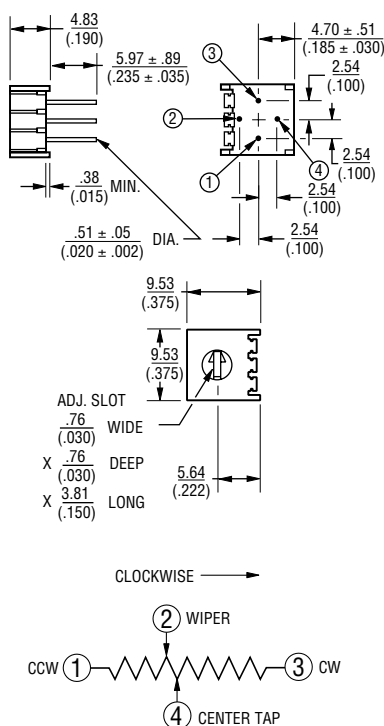 4.83
(.190)
5.97 ± .89
(.235 ± .035)
.38
(.015)
MIN.
.51 ± .05
(.020 ± .002)
DIA.
4.70 ± .51
(.185 ± 030)
3
2
1
4
2.54
(.100)
2.54
(.100)
2.54
(.100)
2.54
(.100)
9.53
(.375)
9.53
(.375)
ADJ. SLOT
.76
(.030)
WIDE
X
.76
(.030)
DEEP
X
3.81
(.150)
LONG
5.64
(.222)
CLOCKWISE
2 WIPER
CCW 1
3 CW
4 CENTER TAP